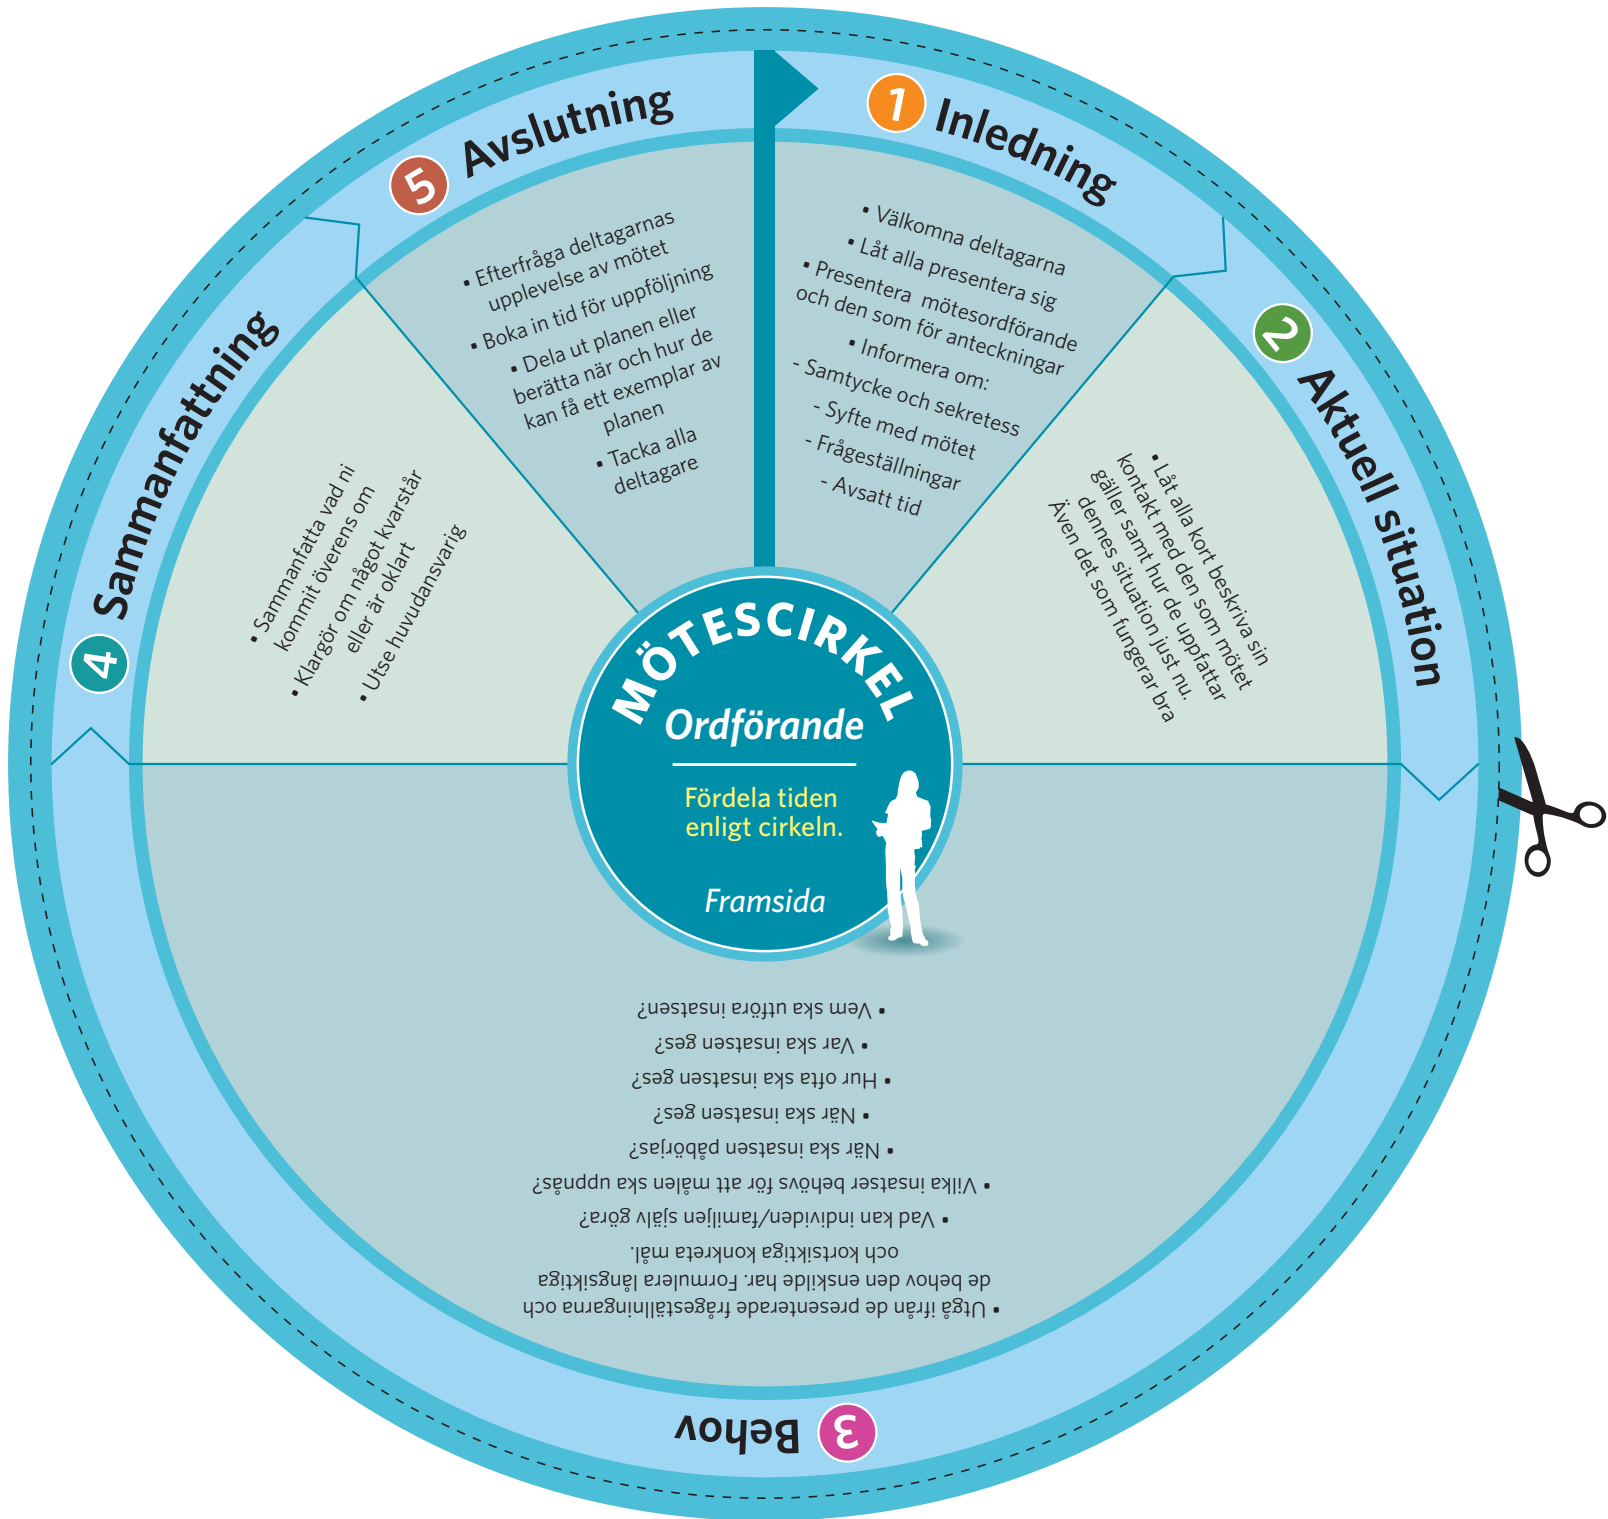 MÖTESCIRKEL
Ordförande
Fördela tiden
enligt cirkeln.
Framsida
1 Inledning
• Välkomna deltagarna
• Låt alla presentera sig
• Presentera mötesordförande
och den som för anteckningar
• Informera om:
- Samtycke och sekretess
- Syfte med mötet
- Frågeställningar
- Avsatt tid
2 Aktuell situation
• Låt alla kort beskriva sin
kontakt med den som mötet
gäller samt hur de uppfattar
dennes situation just nu.
Även det som fungerar bra
3 Behov
• Utgå ifrån de presenterade frågeställningarna och
de behov den enskilde har. Formulera långsiktiga
och kortsiktiga konkreta mål.
• Vad kan individen/familjen själv göra?
• Vilka insatser behövs för att målen ska uppnås?
• När ska insatsen påbörjas?
• När ska insatsen ges?
• Hur ofta ska insatsen ges?
• Var ska insatsen ges?
• Vem ska utföra insatsen?
4 Sammanfattning
• Sammanfatta vad ni
kommit överens om
• Klargör om något kvarstår
eller är oklart
• Utse huvudansvarig
5 Avslutning
• Efterfråga deltagarnas
upplevelse av mötet
• Boka in tid för uppföljning
• Dela ut planen eller
berätta när och hur de
kan få ett exemplar av
planen
• Tacka alla
deltagare